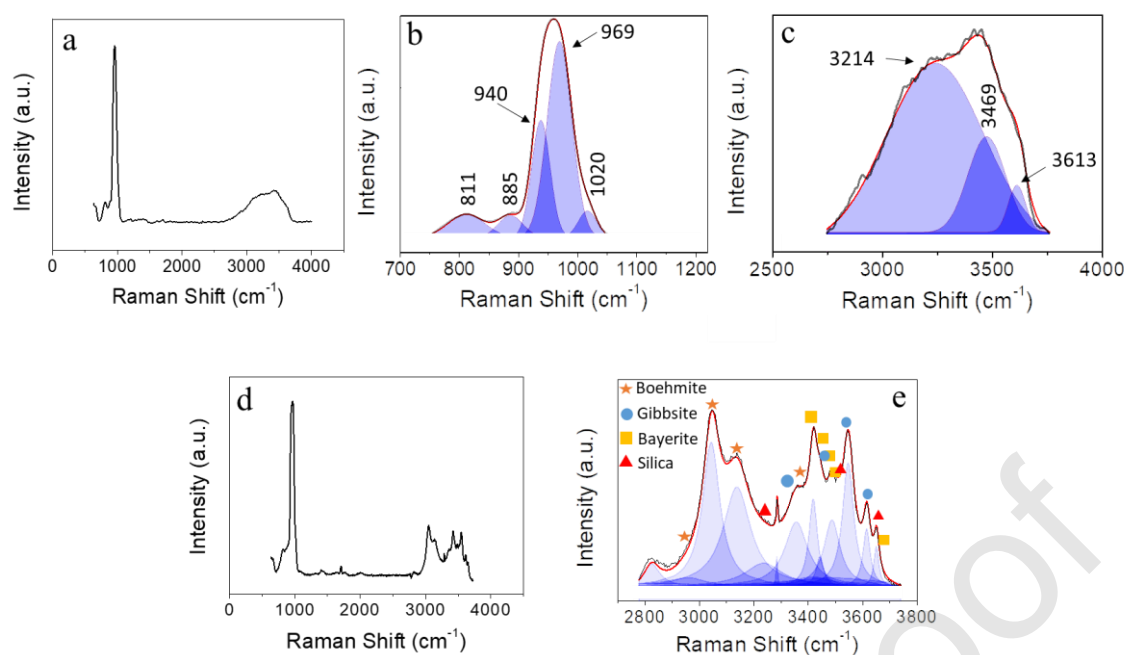 a
Intensity (a.u.)
0 1000 2000 3000 4000
Raman Shift (cm⁻¹)
b
Intensity (a.u.)
811
885
940
969
1020
700 800 900 1000 1100 1200
Raman Shift (cm⁻¹)
c
Intensity (a.u.)
3214
3469
3613
2500 3000 3500 4000
Raman Shift (cm⁻¹)
d
Intensity (a.u.)
0 1000 2000 3000 4000
Raman Shift (cm⁻¹)
e
Boehmite
Gibbsite
Bayerite
Silica
Intensity (a.u.)
2800 3000 3200 3400 3600 3800
Raman Shift (cm⁻¹)
oof